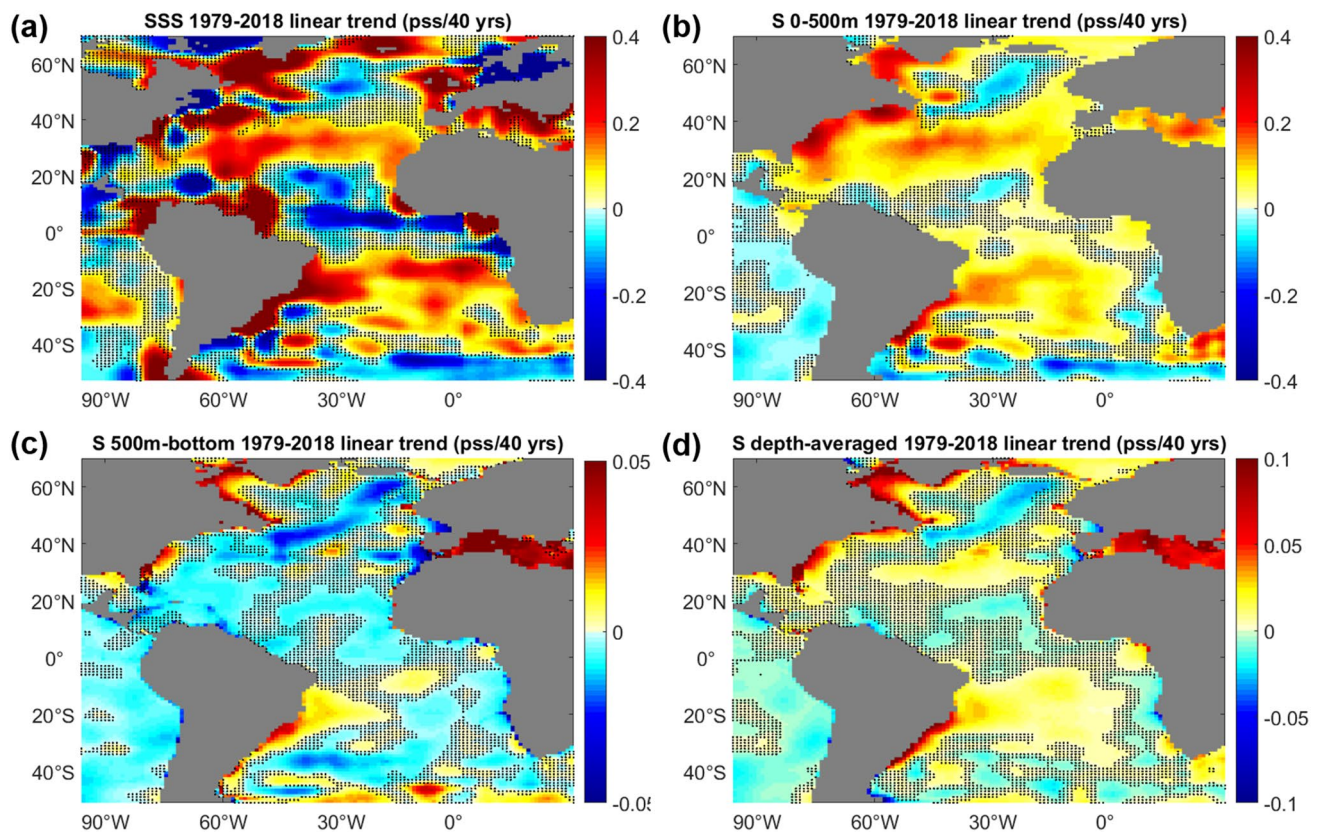 (a)
SSS 1979-2018 linear trend (pss/40 yrs)
60°N
40°N
20°N
0°
20°S
40°S
90°W 60°W 30°W 0°
0.4
0.2
0
-0.2
-0.4
(b)
S 0-500m 1979-2018 linear trend (pss/40 yrs)
60°N
40°N
20°N
0°
20°S
40°S
90°W 60°W 30°W 0°
0.4
0.2
0
-0.2
-0.4
(c)
S 500m-bottom 1979-2018 linear trend (pss/40 yrs)
60°N
40°N
20°N
0°
20°S
40°S
90°W 60°W 30°W 0°
0.05
0
-0.05
(d)
S depth-averaged 1979-2018 linear trend (pss/40 yrs)
60°N
40°N
20°N
0°
20°S
40°S
90°W 60°W 30°W 0°
0.1
0.05
0
-0.05
-0.1